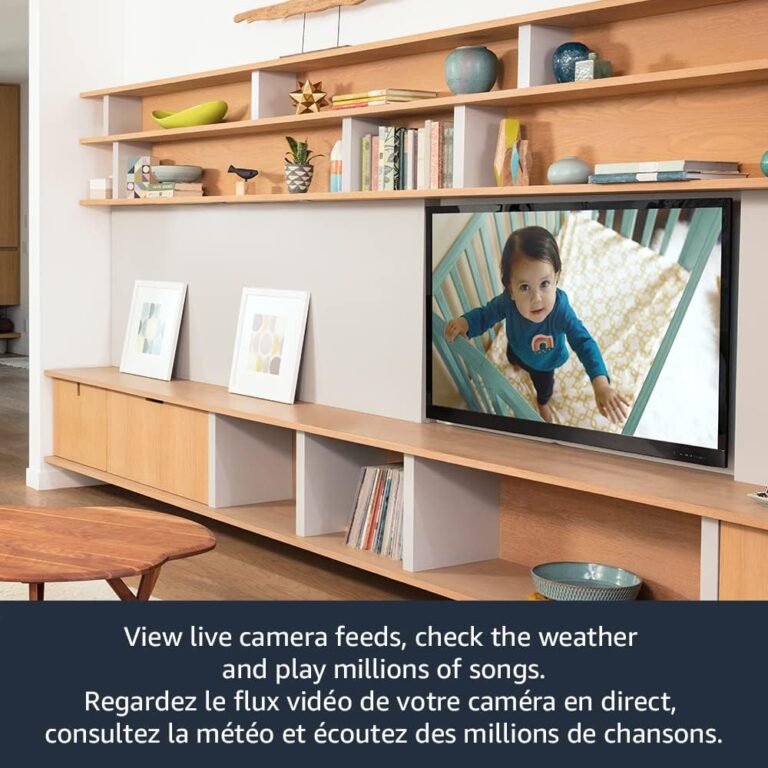 View live camera feeds, check the weather
and play millions of songs.
Regardez le flux vidéo de votre caméra en direct,
consultez la météo et écoutez des millions de chansons.